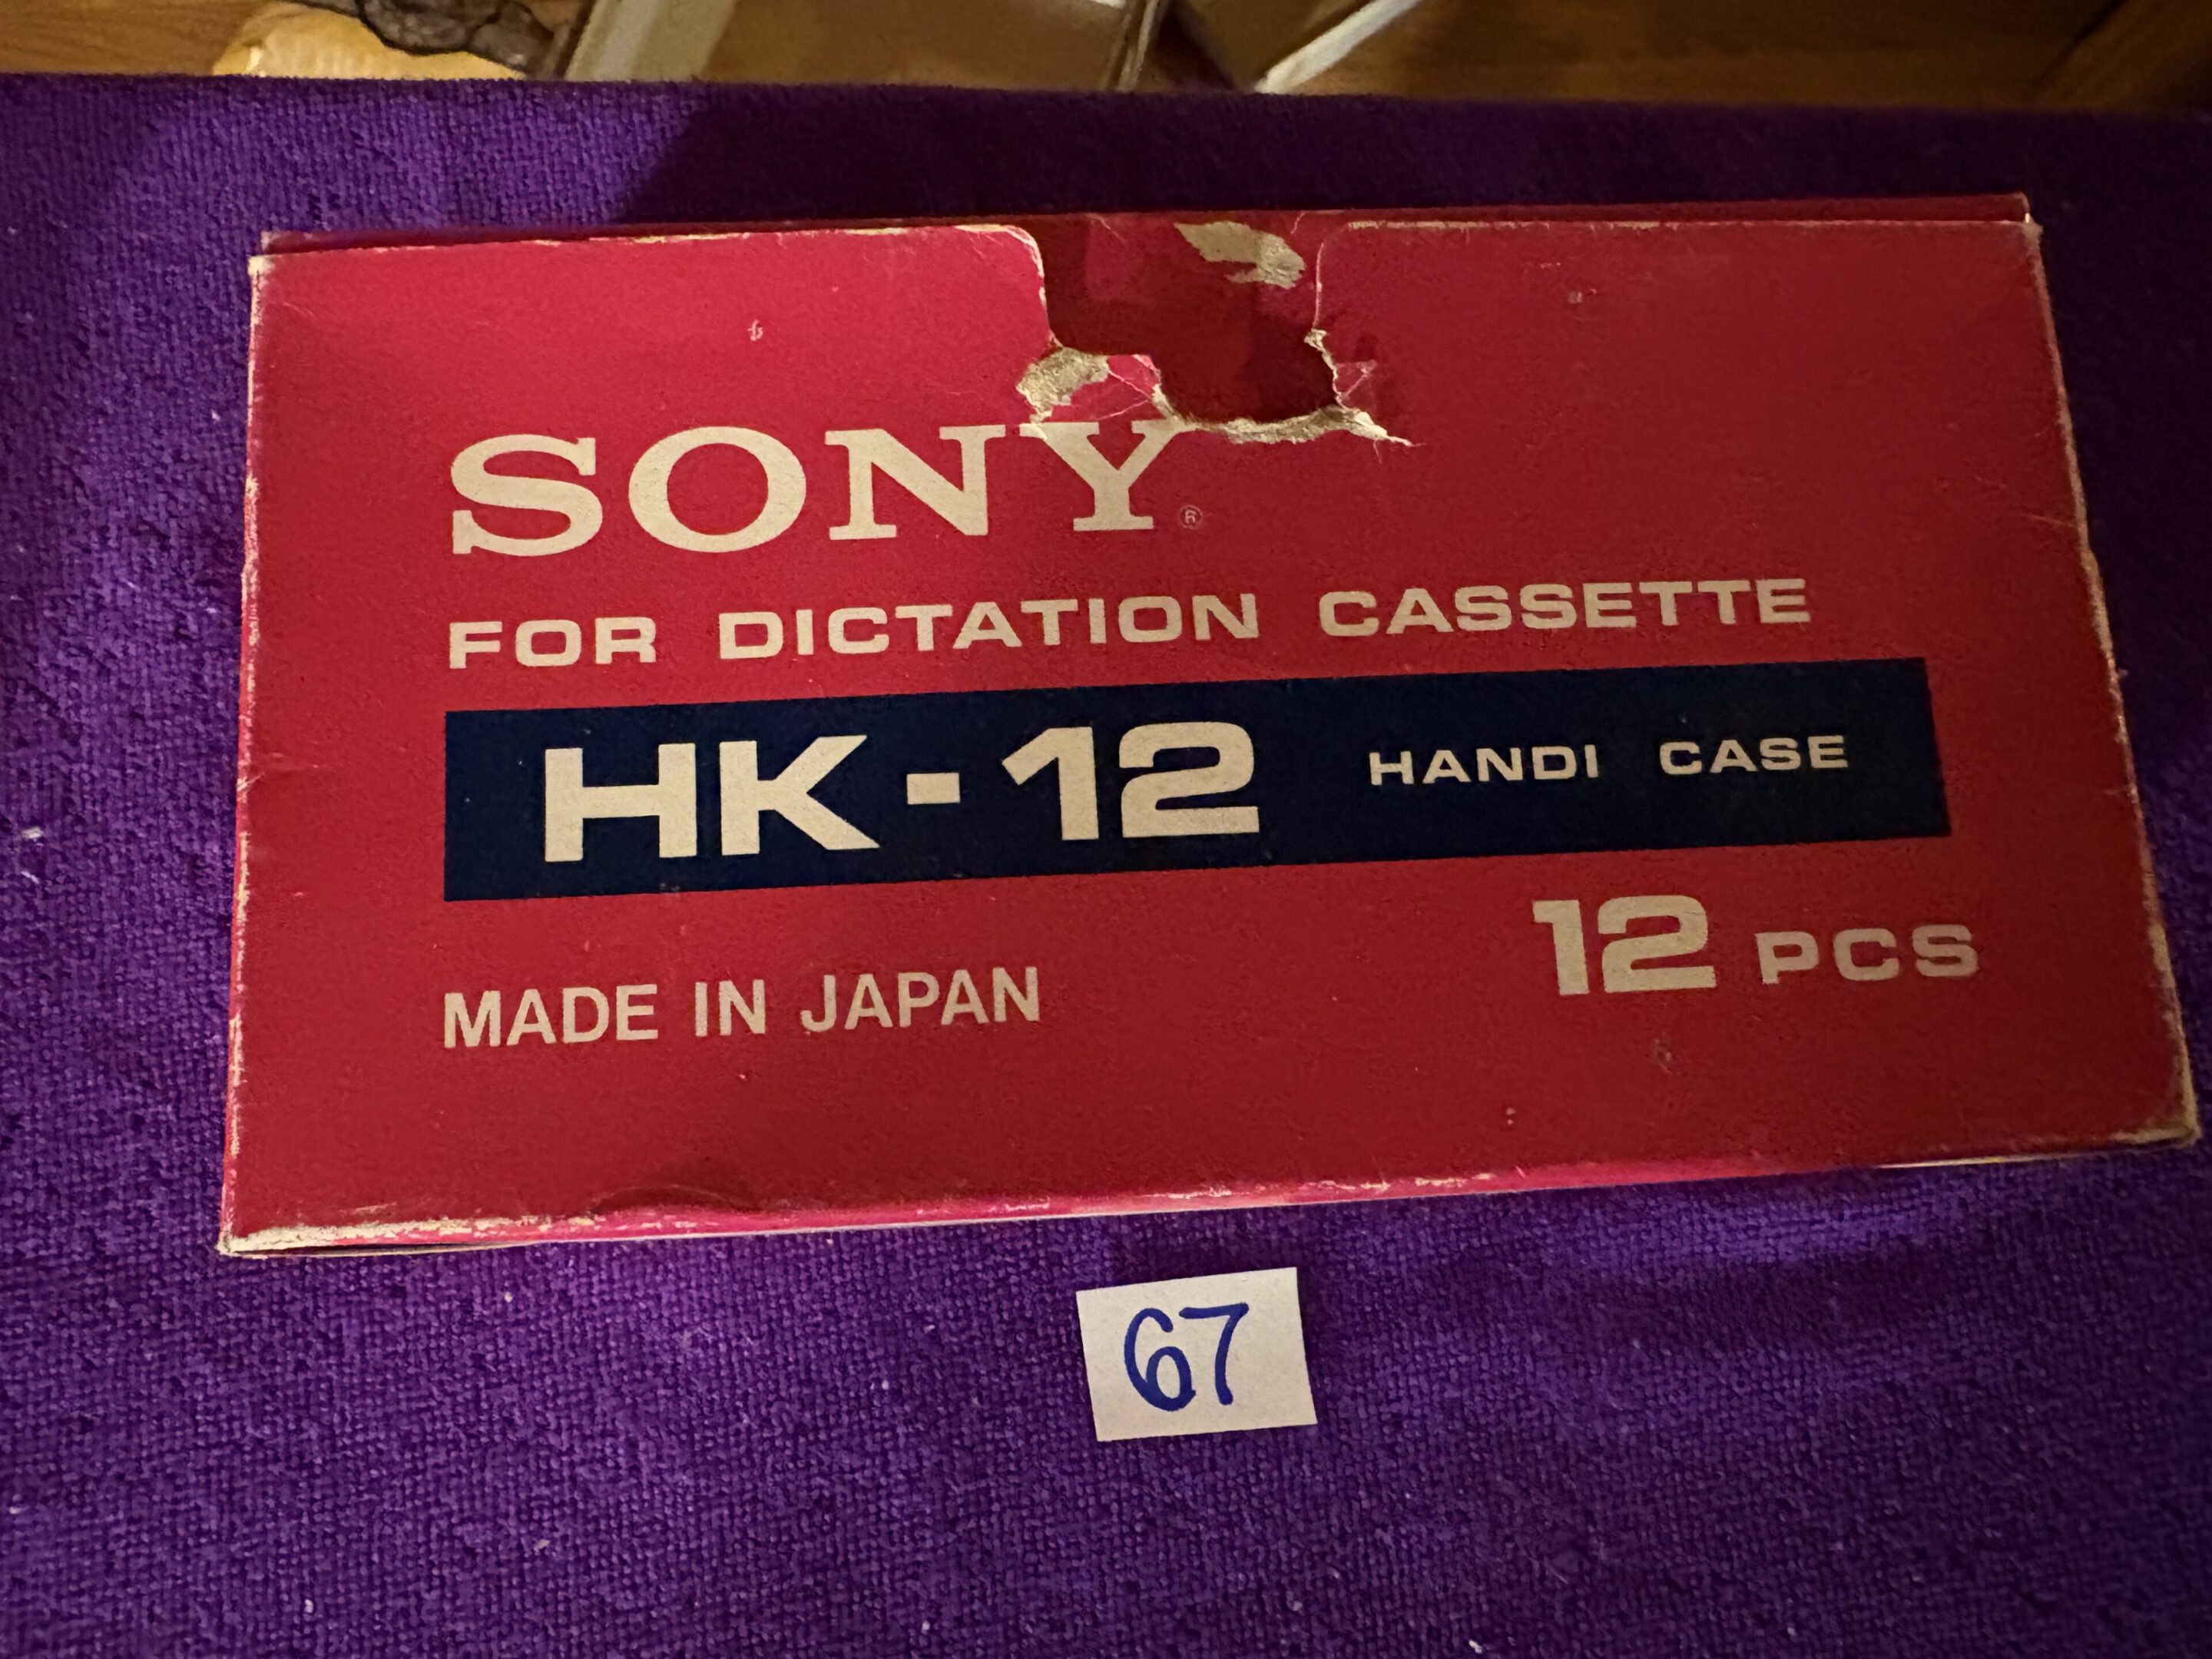 SONY®
FOR DICTATION CASSETTE
HK-12 HANDI CASE
12 PCS
MADE IN JAPAN
67